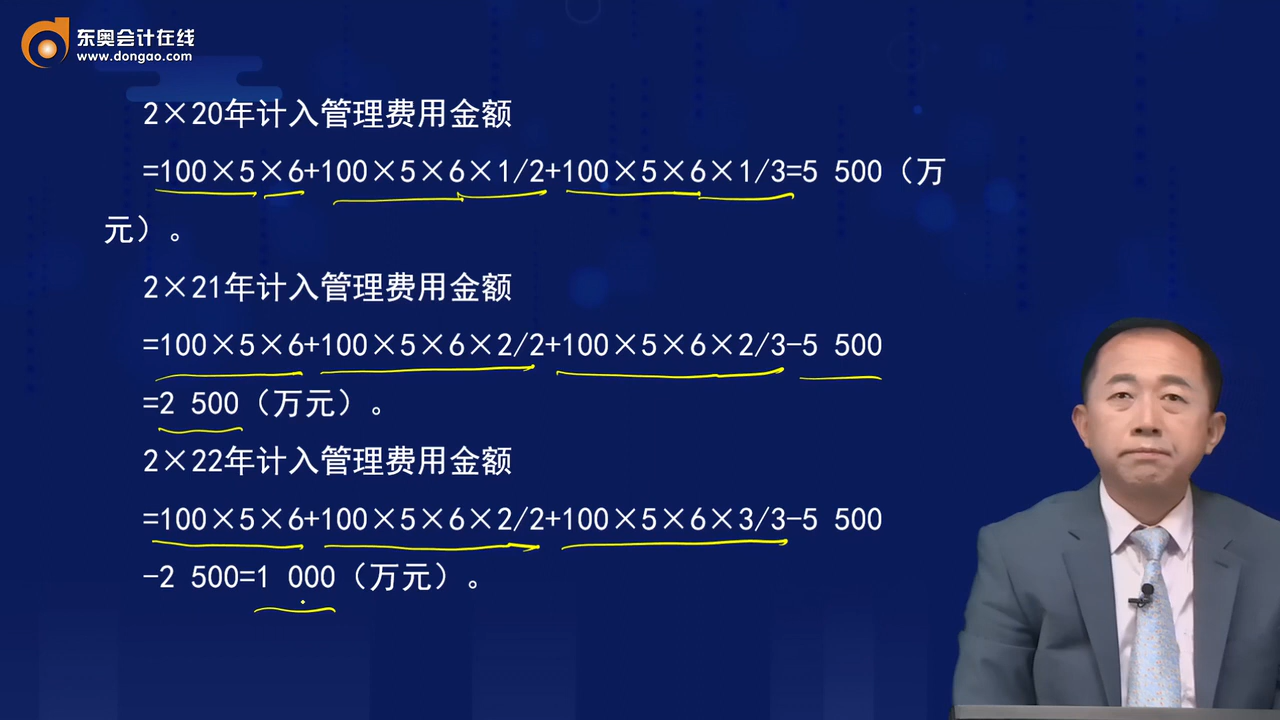 东奥会计在线
www.dongao.com
2×20年计入管理费用金额
=100×5×6+100×5×6×1/2+100×5×6×1/3=5 500（万
元）。
2×21年计入管理费用金额
=100×5×6+100×5×6×2/2+100×5×6×2/3-5 500
=2 500（万元）。
2×22年计入管理费用金额
=100×5×6+100×5×6×2/2+100×5×6×3/3-5 500
-2 500=1 000（万元）。